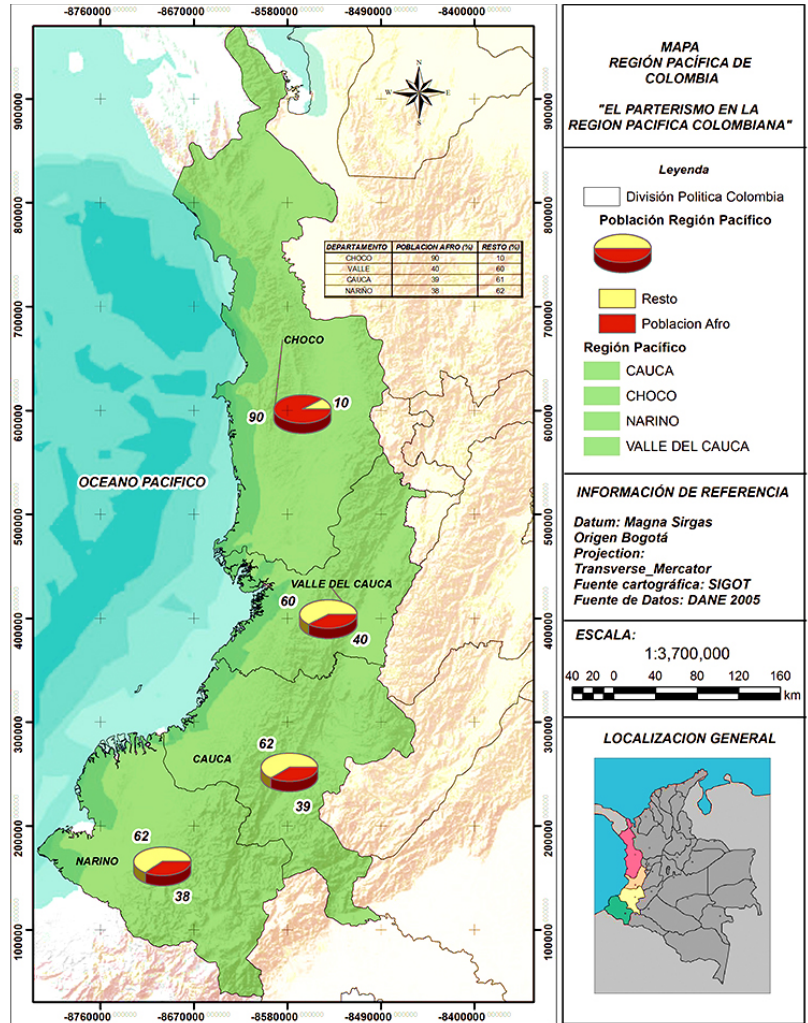 -8760000 -8670000 -8580000 -8490000 -8400000
900000
800000
700000
600000
500000
400000
300000
200000
100000
N
W E
S
DEPARTAMENTO POBLACION AFRO (%) RESTO (%)
CHOCO 90 10
VALLE 40 60
CAUCA 39 61
NARIÑO 38 62
CHOCO
90 10
OCEANO PACIFICO
VALLE DEL CAUCA
60
40
CAUCA
62
39
NARINO
62
38
-8760000 -8670000 -8580000 -8490000 -8400000
MAPA
REGIÓN PACÍFICA DE
COLOMBIA
"EL PARTERISMO EN LA
REGION PACIFICA COLOMBIANA"
Leyenda
División Politica Colombia
Población Región Pacífico
Resto
Poblacion Afro
Región Pacífico
CAUCA
CHOCO
NARINO
VALLE DEL CAUCA
INFORMACIÓN DE REFERENCIA
Datum: Magna Sirgas
Origen Bogotá
Projection:
Transverse_Mercator
Fuente cartográfica: SIGOT
Fuente de Datos: DANE 2005
ESCALA:
1:3,700,000
40 20 0 40 80 120 160
km
LOCALIZACION GENERAL